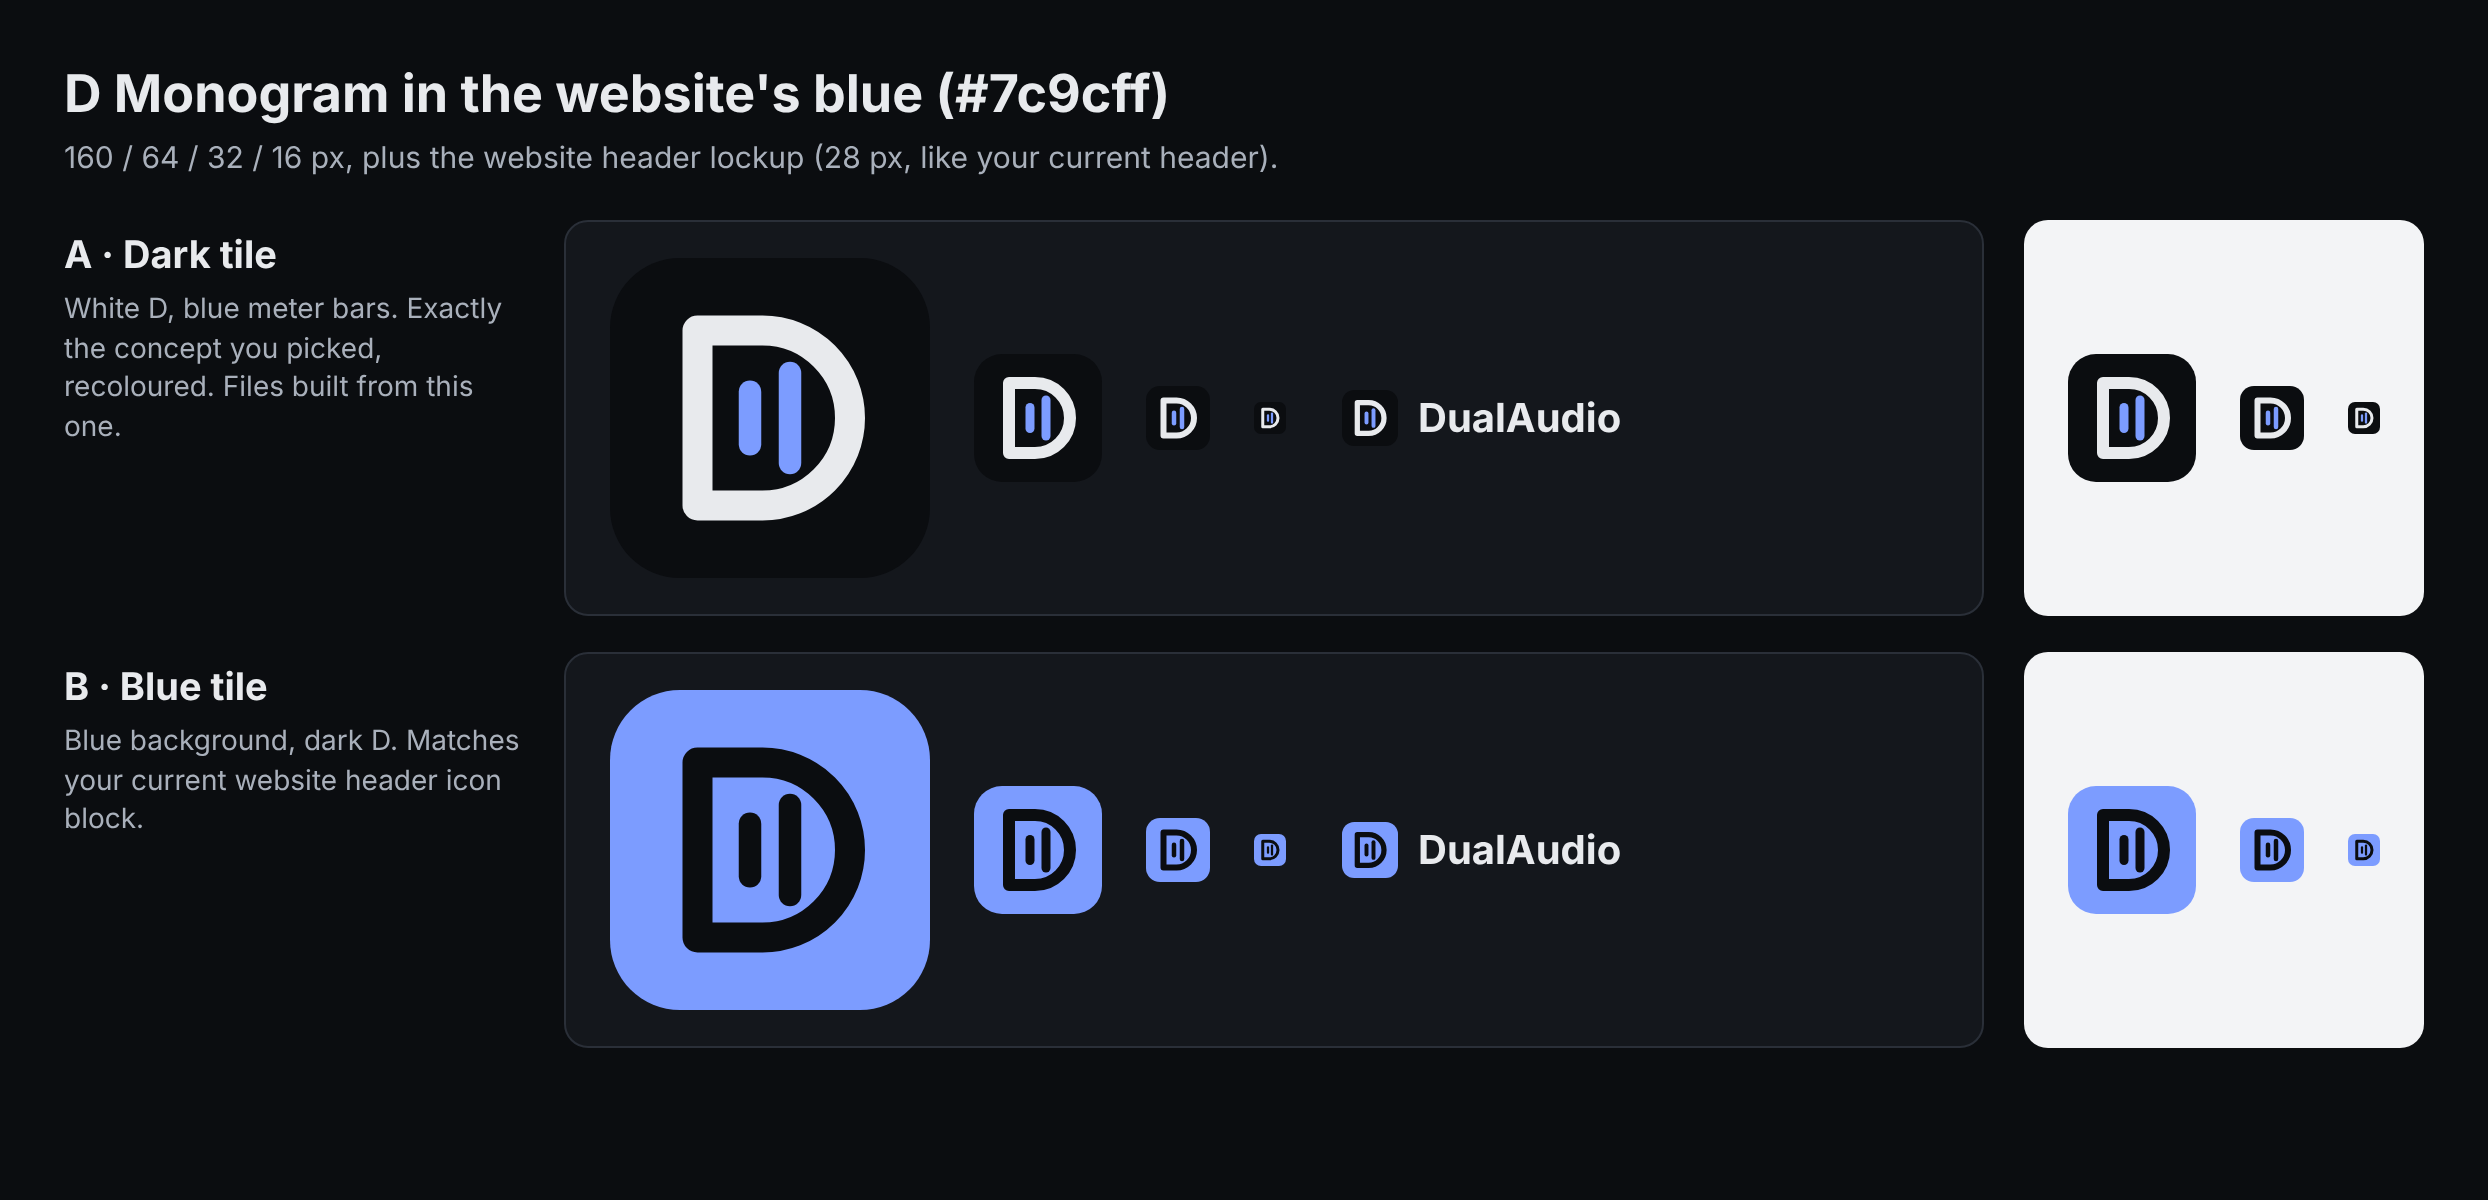 D Monogram in the website's blue (#7c9cff)
160 / 64 / 32 / 16 px, plus the website header lockup (28 px, like your current header).
A · Dark tile
White D, blue meter bars. Exactly
the concept you picked,
recoloured. Files built from this
one.
D
D
D
D
D DualAudio
D
D
D
B · Blue tile
Blue background, dark D. Matches
your current website header icon
block.
D
D
D
D
D DualAudio
D
D
D